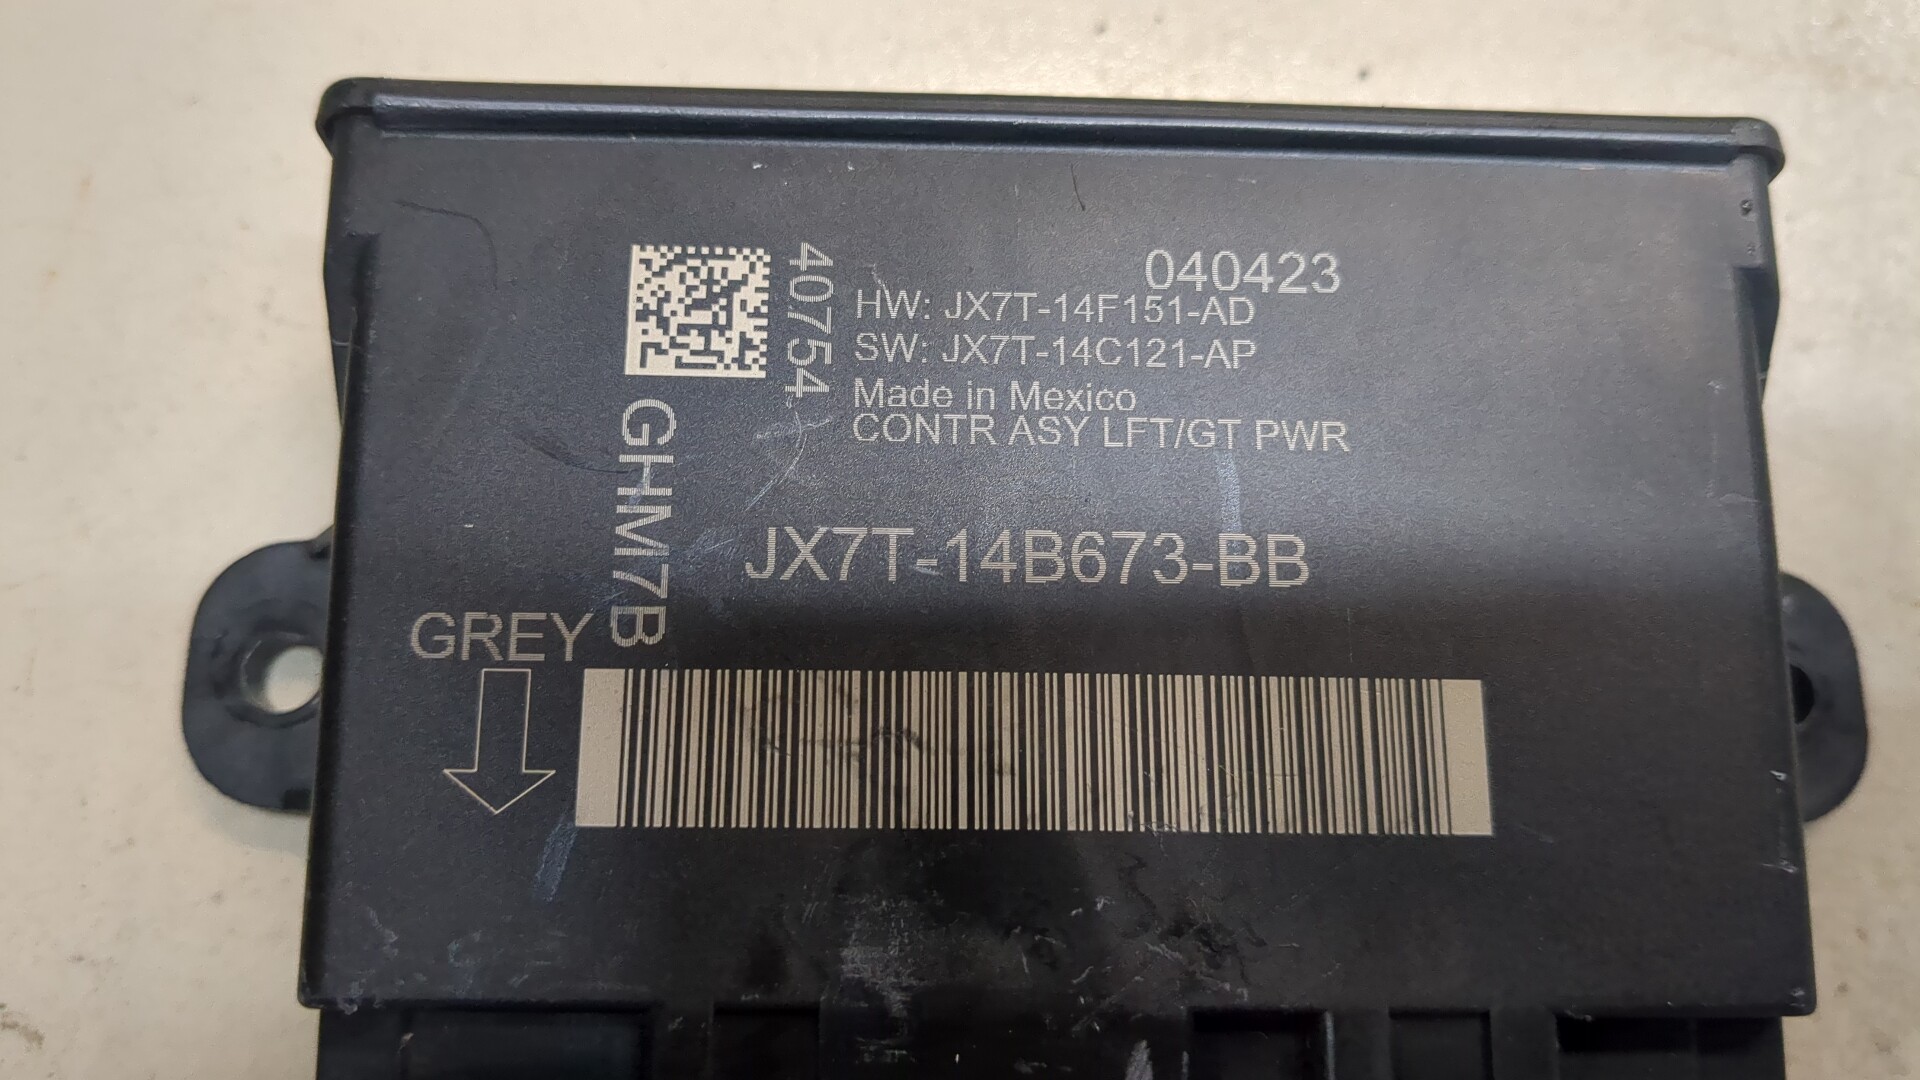 040423
40754
HW: JX7T-14F151-AD
SW: JX7T-14C121-AP
Made in Mexico
CONTR ASY LFT/GT PWR
GHM7B
JX7T-14B673-BB
GREY